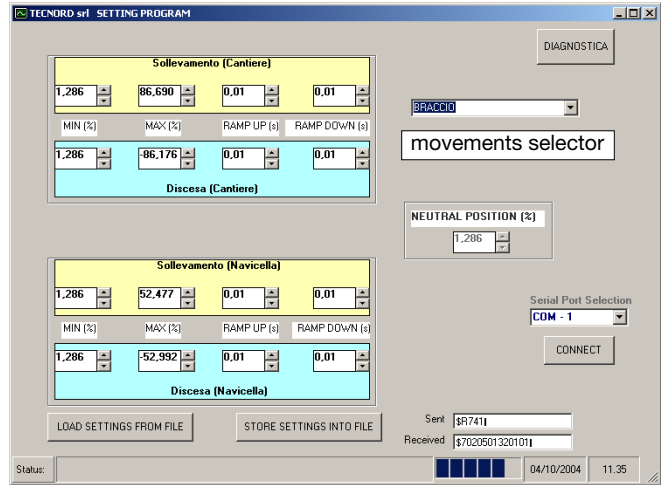 TECNORD srl SETTING PROGRAM
DIAGNOSTICA
Sollevamento (Cantiere)
1,286 86,690 0,01 0,01
MIN (%) MAX (%) RAMP UP (s) RAMP DOWN (s)
1,286 -86,176 0,01 0,01
Discesa (Cantiere)
BRACCIO
movements selector
NEUTRAL POSITION (%)
1,286
Sollevamento (Navicella)
1,286 52,477 0,01 0,01
MIN (%) MAX (%) RAMP UP (s) RAMP DOWN (s)
1,286 -52,992 0,01 0,01
Discesa (Navicella)
Serial Port Selection
COM - 1
CONNECT
LOAD SETTINGS FROM FILE STORE SETTINGS INTO FILE
Sent $R741
Received $7020501320101
Status: 04/10/2004 11.35